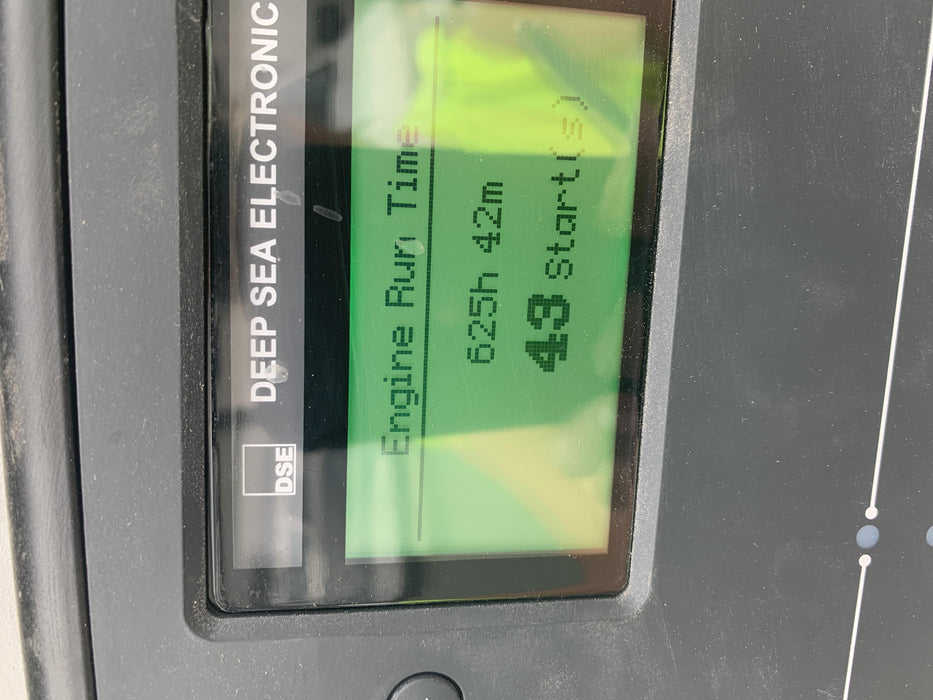 DSE DEEP SEA ELECTRONIC
Engine Run Time
625h 42m
43 Start(s)